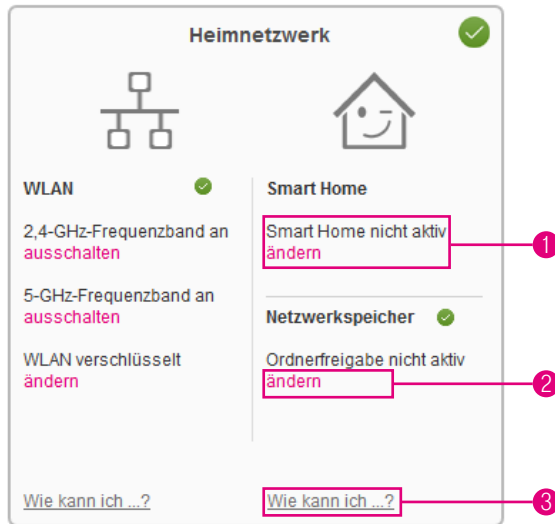 Heimnetzwerk
WLAN
2,4-GHz-Frequenzband an
ausschalten
5-GHz-Frequenzband an
ausschalten
WLAN verschlüsselt
ändern
Wie kann ich ...?
Smart Home
Smart Home nicht aktiv
ändern
1
Netzwerkspeicher
Ordnerfreigabe nicht aktiv
ändern
2
Wie kann ich ...?
3